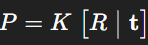 P = K [R | t]